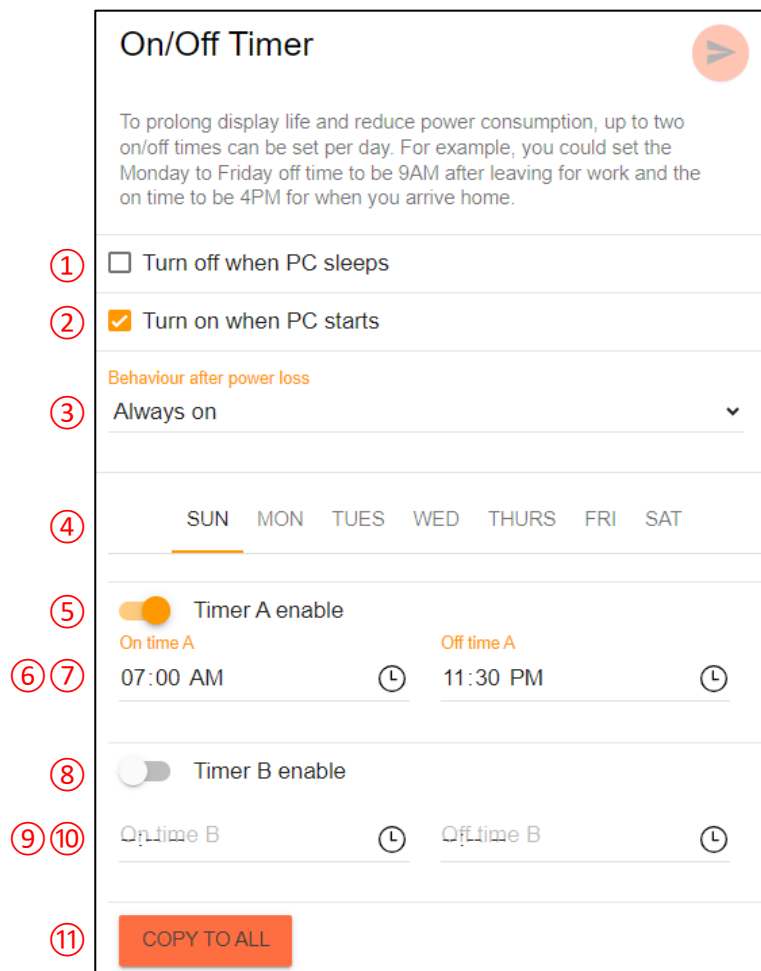 On/Off Timer
To prolong display life and reduce power consumption, up to two
on/off times can be set per day. For example, you could set the
Monday to Friday off time to be 9AM after leaving for work and the
on time to be 4PM for when you arrive home.
① Turn off when PC sleeps
② Turn on when PC starts
Behaviour after power loss
③ Always on
④ SUN MON TUES WED THURS FRI SAT
⑤ Timer A enable
On time A Off time A
⑥⑦ 07:00 AM 11:30 PM
⑧ Timer B enable
⑨⑩ On time B --:-- -- Off time B --:-- --
⑪ COPY TO ALL